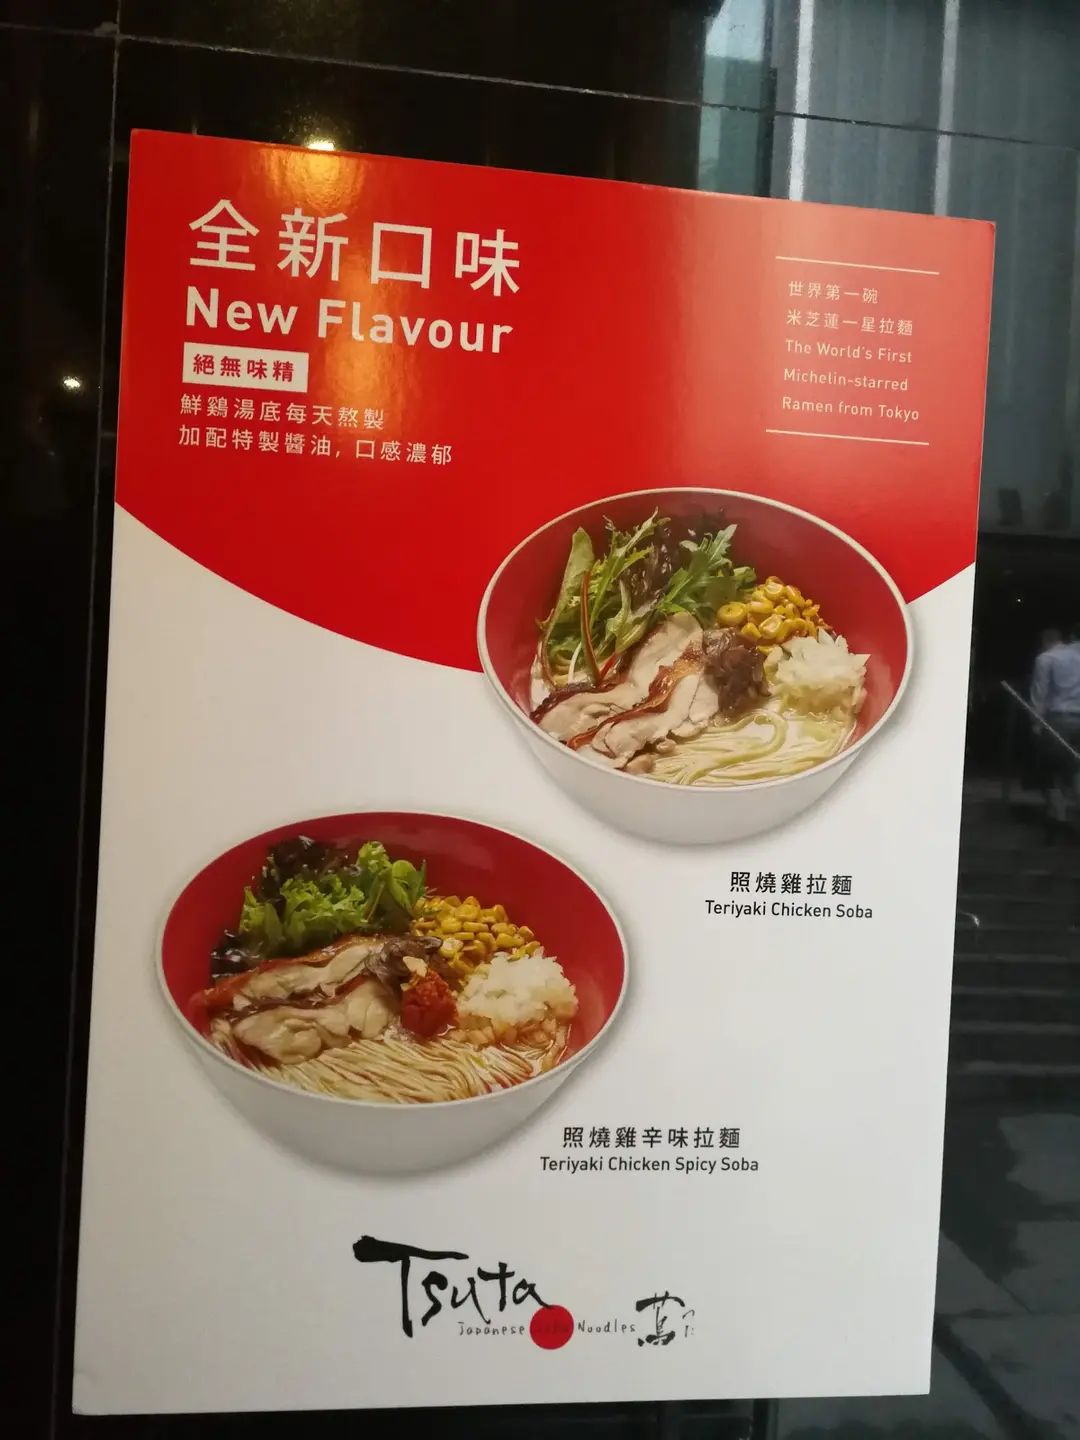 全新口味
New Flavour
絕無味精
鮮鷄湯底每天熬製
加配特製醬油, 口感濃郁
世界第一碗
米芝蓮一星拉麵
The World's First
Michelin-starred
Ramen from Tokyo
照燒雞拉麵
Teriyaki Chicken Soba
照燒雞辛味拉麵
Teriyaki Chicken Spicy Soba
Tsuta
Japanese Soba Noodles 蔦